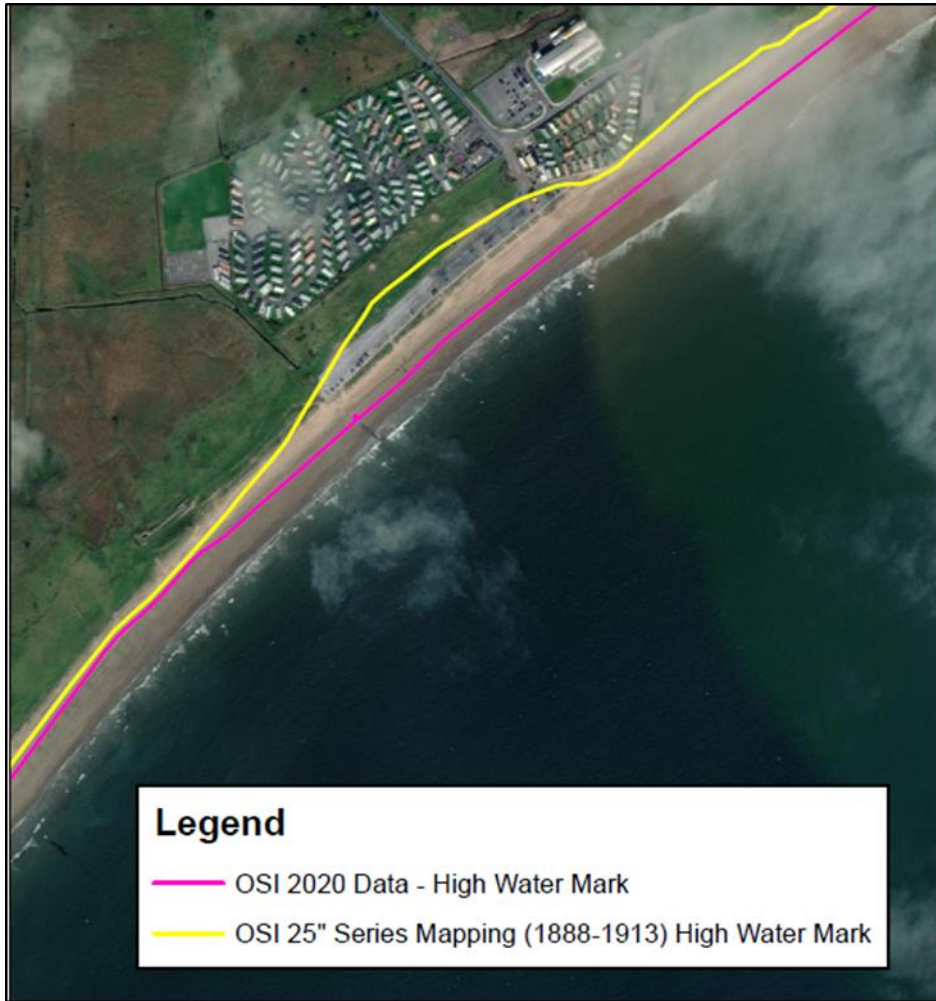 Legend
OSI 2020 Data - High Water Mark
OSI 25" Series Mapping (1888-1913) High Water Mark